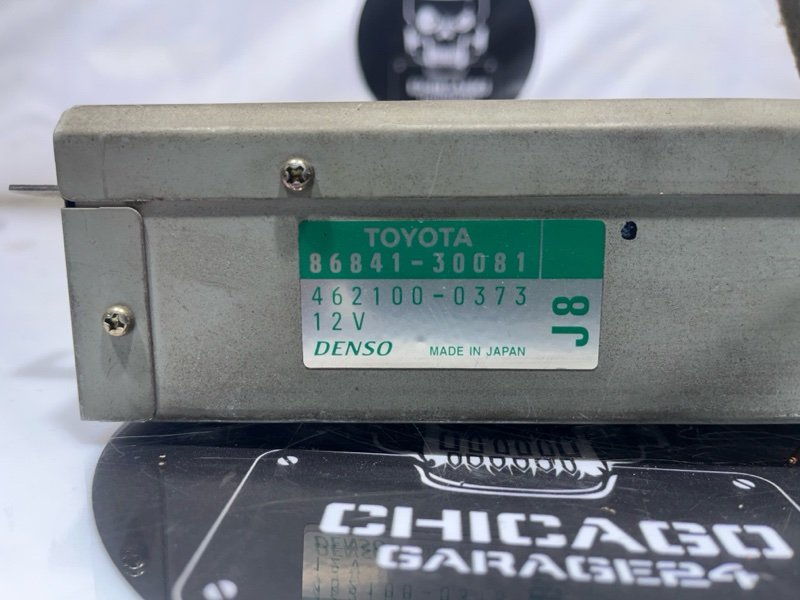 TOYOTA
86841-30081
462100-0373
12V
J8
DENSO MADE IN JAPAN
CHICAGO
GARAGE24